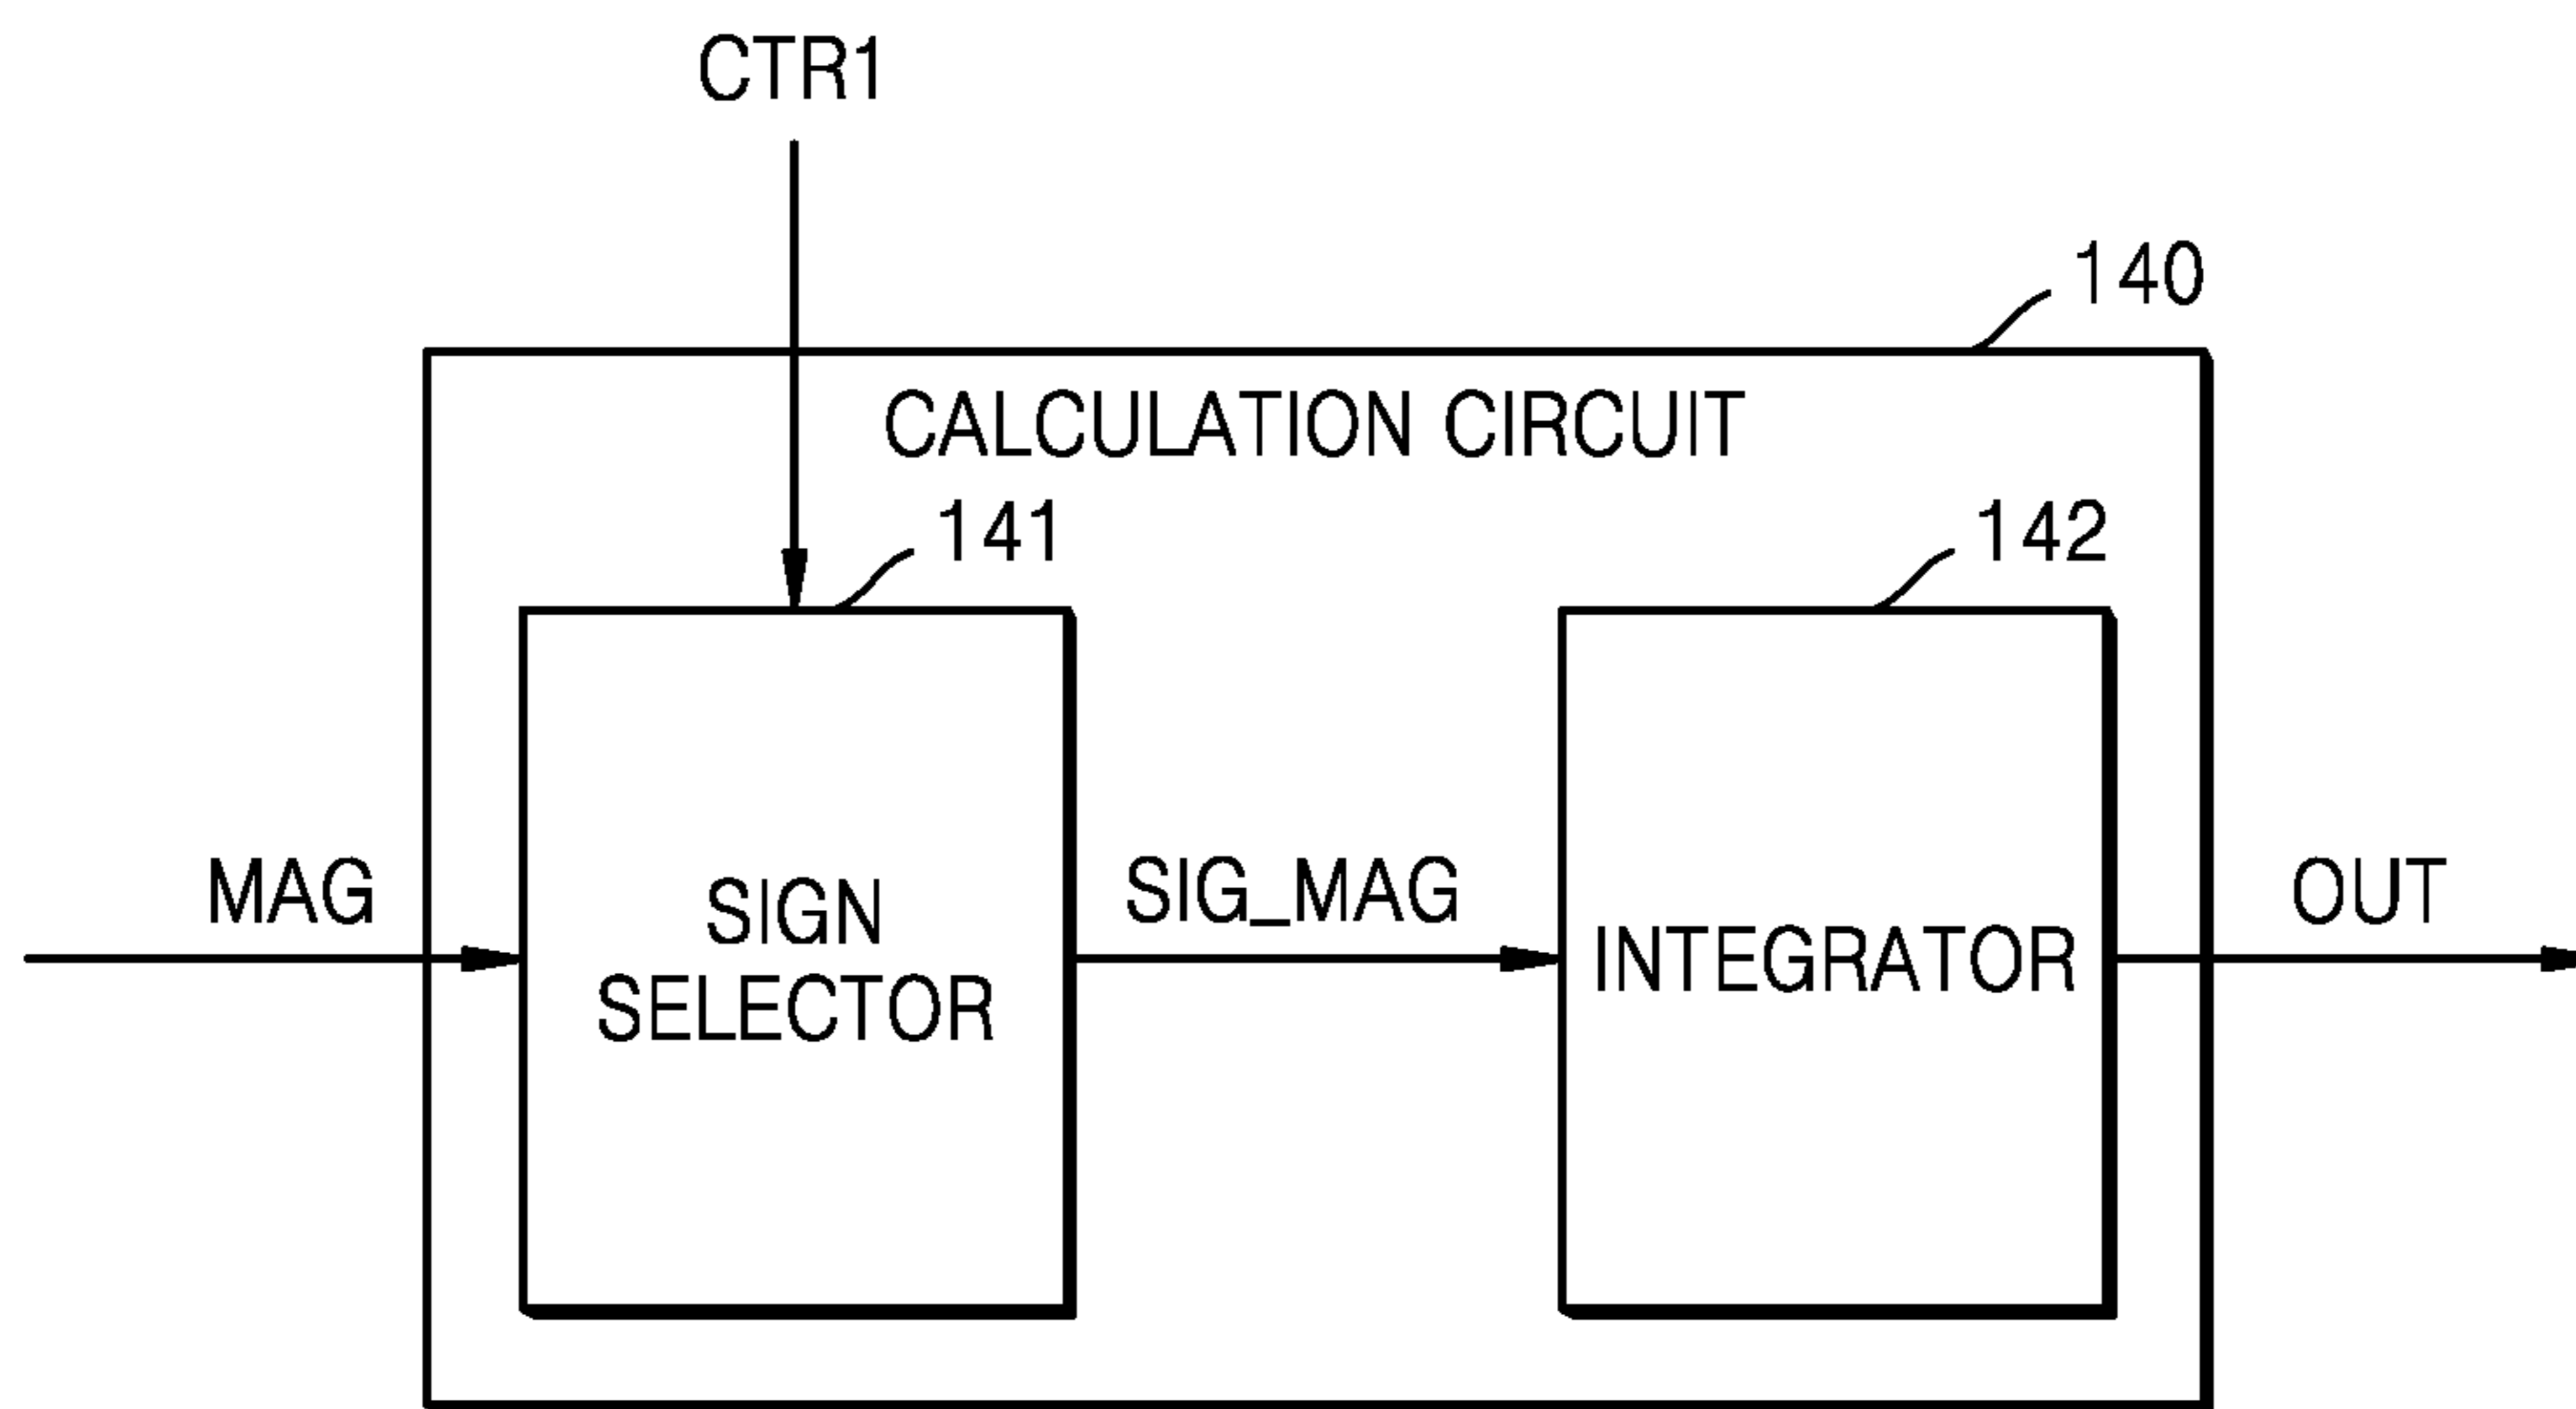 CTR1
140
CALCULATION CIRCUIT
141
142
MAG
SIGN
SELECTOR
SIG_MAG
INTEGRATOR
OUT